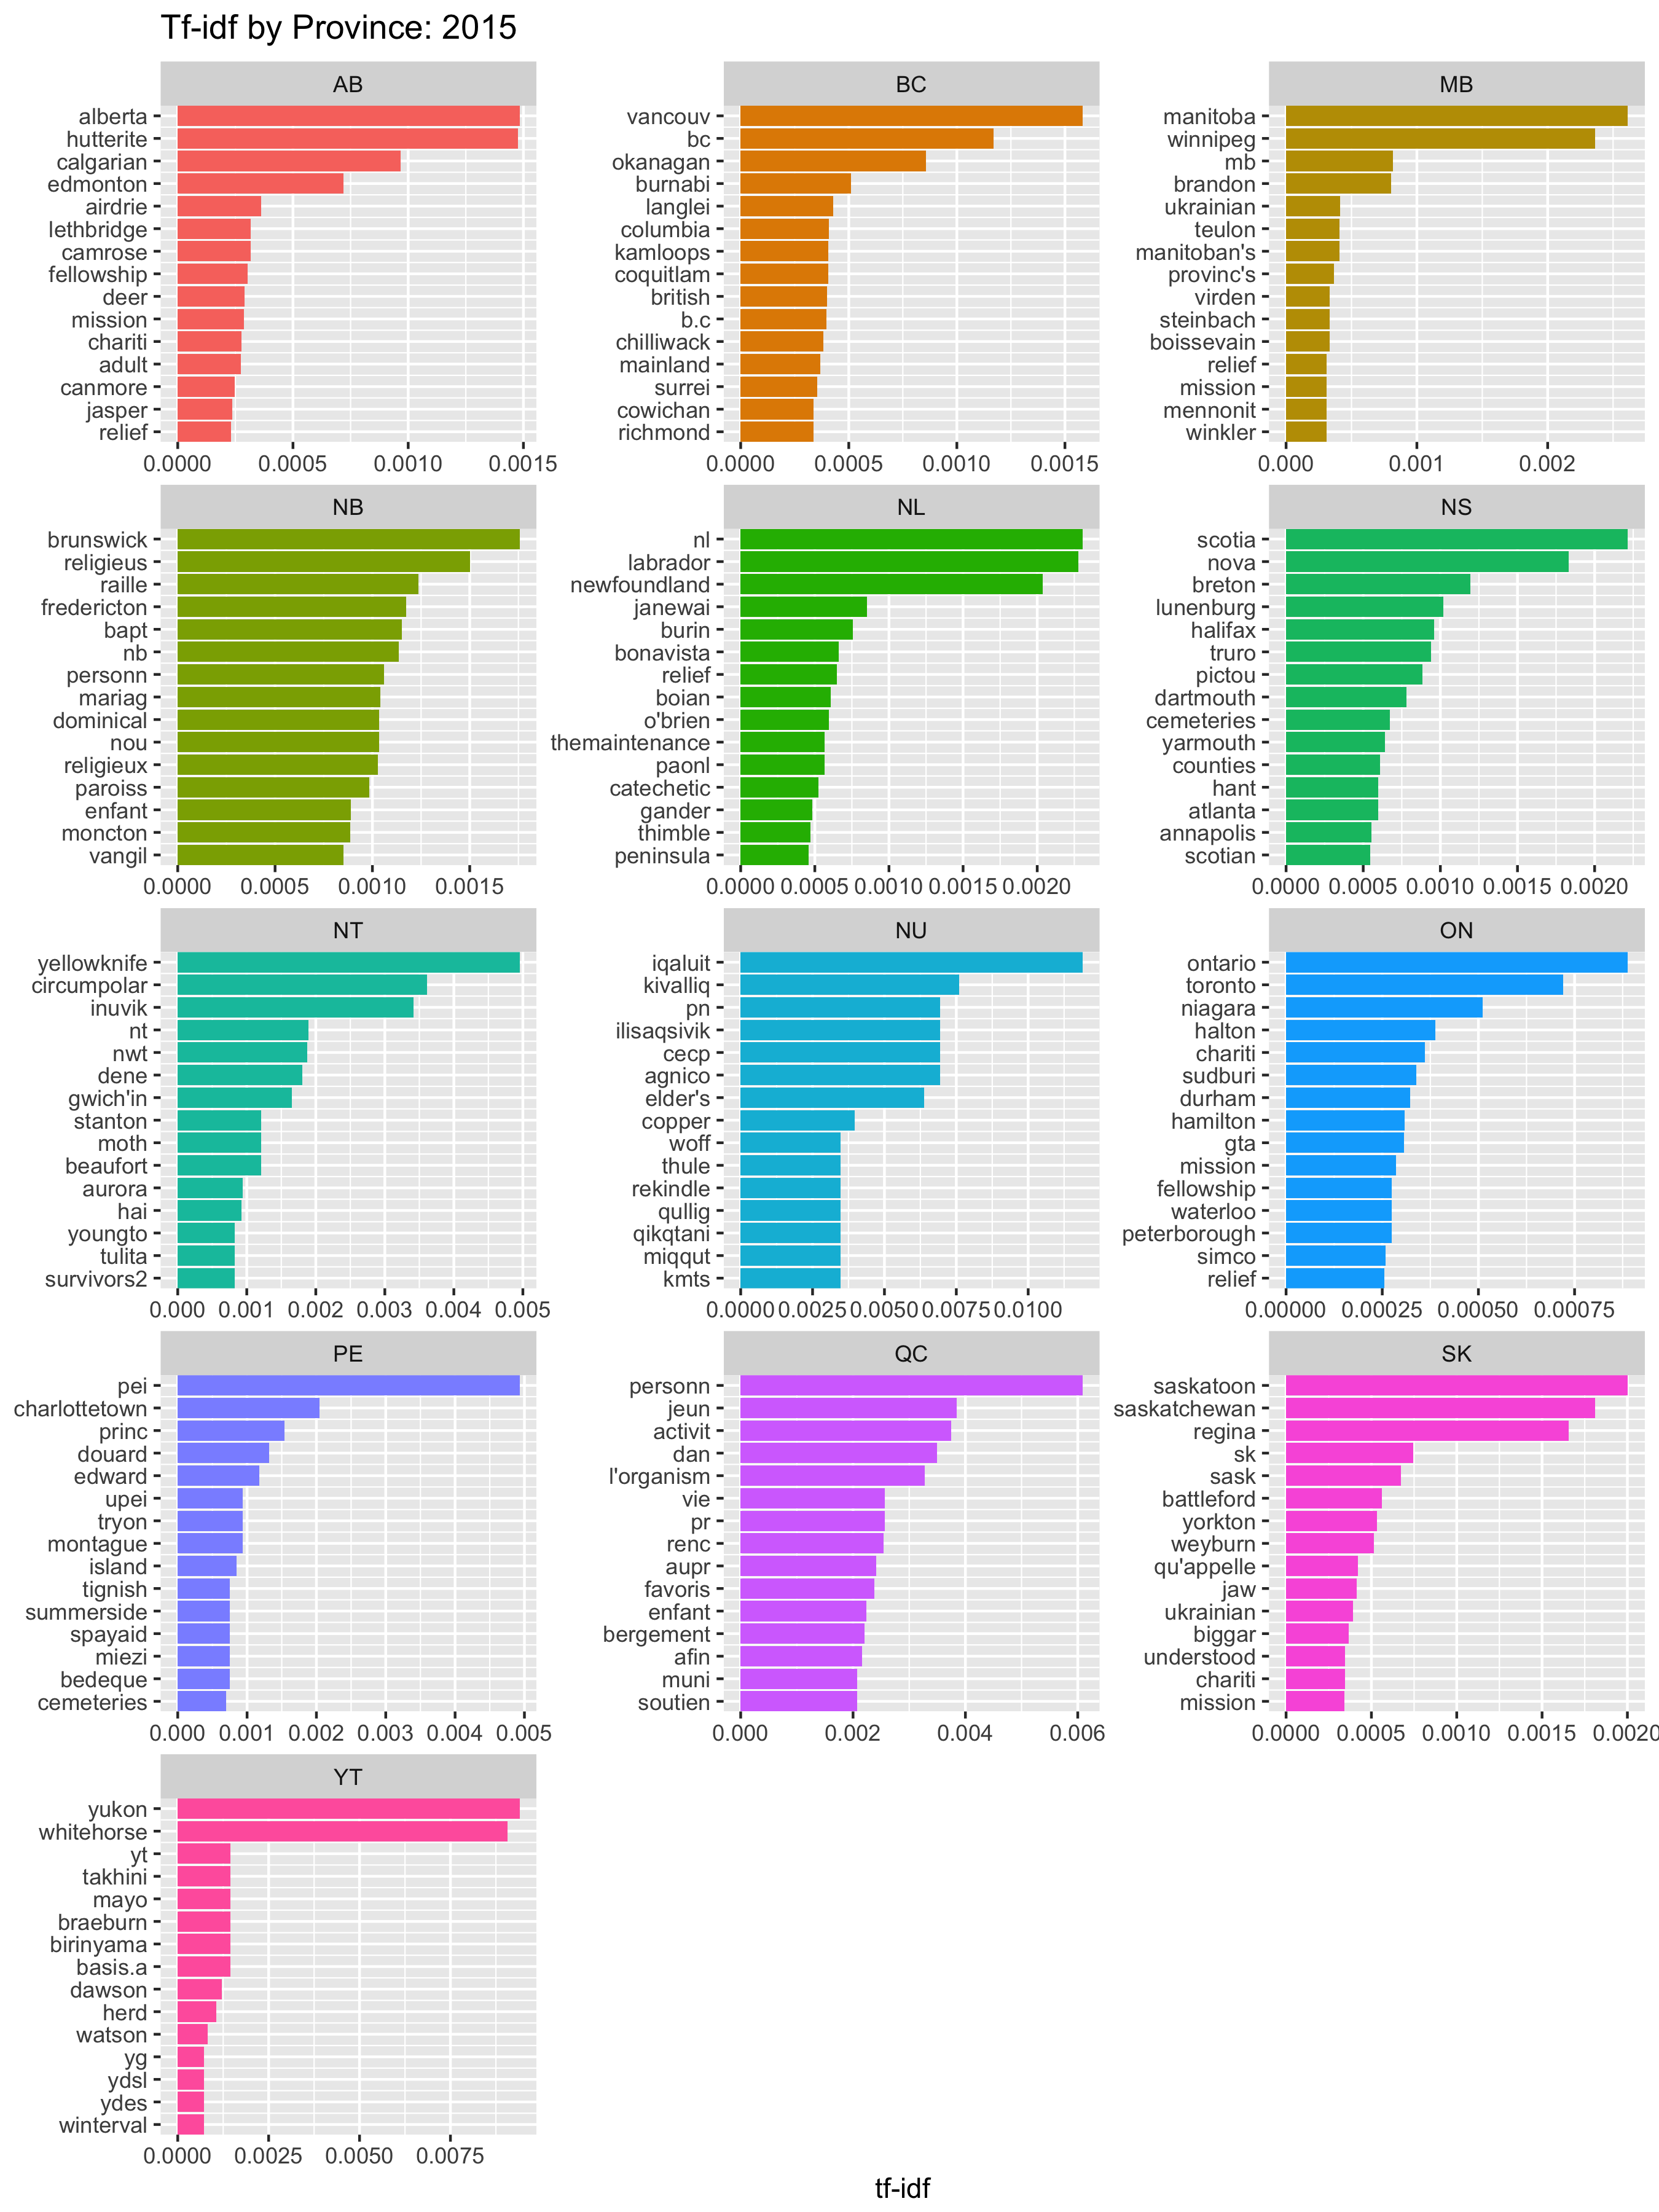 Tf-idf by Province: 2015
AB
alberta
hutterite
calgarian
edmonton
airdrie
lethbridge
camrose
fellowship
deer
mission
chariti
adult
canmore
jasper
relief
0.0000 0.0005 0.0010 0.0015
BC
vancouv
bc
okanagan
burnabi
langlei
columbia
kamloops
coquitlam
british
b.c
chilliwack
mainland
surrei
cowichan
richmond
0.0000 0.0005 0.0010 0.0015
MB
manitoba
winnipeg
mb
brandon
ukrainian
teulon
manitoban's
provinc's
virden
steinbach
boissevain
relief
mission
mennonit
winkler
0.000 0.001 0.002
NB
brunswick
religieus
raille
fredericton
bapt
nb
personn
mariag
dominical
nou
religieux
paroiss
enfant
moncton
vangil
0.0000 0.0005 0.0010 0.0015
NL
nl
labrador
newfoundland
janewai
burin
bonavista
relief
boian
o'brien
themaintenance
paonl
catechetic
gander
thimble
peninsula
0.0000 0.0005 0.0010 0.0015 0.0020
NS
scotia
nova
breton
lunenburg
halifax
truro
pictou
dartmouth
cemeteries
yarmouth
counties
hant
atlanta
annapolis
scotian
0.0000 0.0005 0.0010 0.0015 0.0020
NT
yellowknife
circumpolar
inuvik
nt
nwt
dene
gwich'in
stanton
moth
beaufort
aurora
hai
youngto
tulita
survivors2
0.000 0.001 0.002 0.003 0.004 0.005
NU
iqaluit
kivalliq
pn
ilisaqsivik
cecp
agnico
elder's
copper
woff
thule
rekindle
qullig
qikqtani
miqqut
kmts
0.0000 0.0025 0.0050 0.0075 0.0100
ON
ontario
toronto
niagara
halton
chariti
sudburi
durham
hamilton
gta
mission
fellowship
waterloo
peterborough
simco
relief
0.00000 0.00025 0.00050 0.00075
PE
pei
charlottetown
princ
douard
edward
upei
tryon
montague
island
tignish
summerside
spayaid
miezi
bedeque
cemeteries
0.000 0.001 0.002 0.003 0.004 0.005
QC
personn
jeun
activit
dan
l'organism
vie
pr
renc
aupr
favoris
enfant
bergement
afin
muni
soutien
0.000 0.002 0.004 0.006
SK
saskatoon
saskatchewan
regina
sk
sask
battleford
yorkton
weyburn
qu'appelle
jaw
ukrainian
biggar
understood
chariti
mission
0.0000 0.0005 0.0010 0.0015 0.0020
YT
yukon
whitehorse
yt
takhini
mayo
braeburn
birinyama
basis.a
dawson
herd
watson
yg
ydsl
ydes
winterval
0.0000 0.0025 0.0050 0.0075
tf-idf